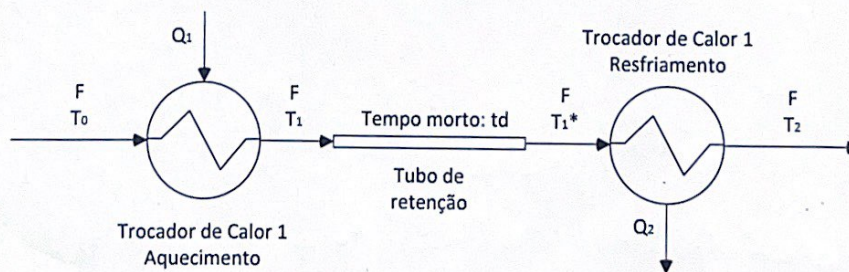 Q1
F
T0
F
T1
Tempo morto: td
Tubo de
retenção
F
T1*
Trocador de Calor 1
Resfriamento
F
T2
Trocador de Calor 1
Aquecimento
Q2